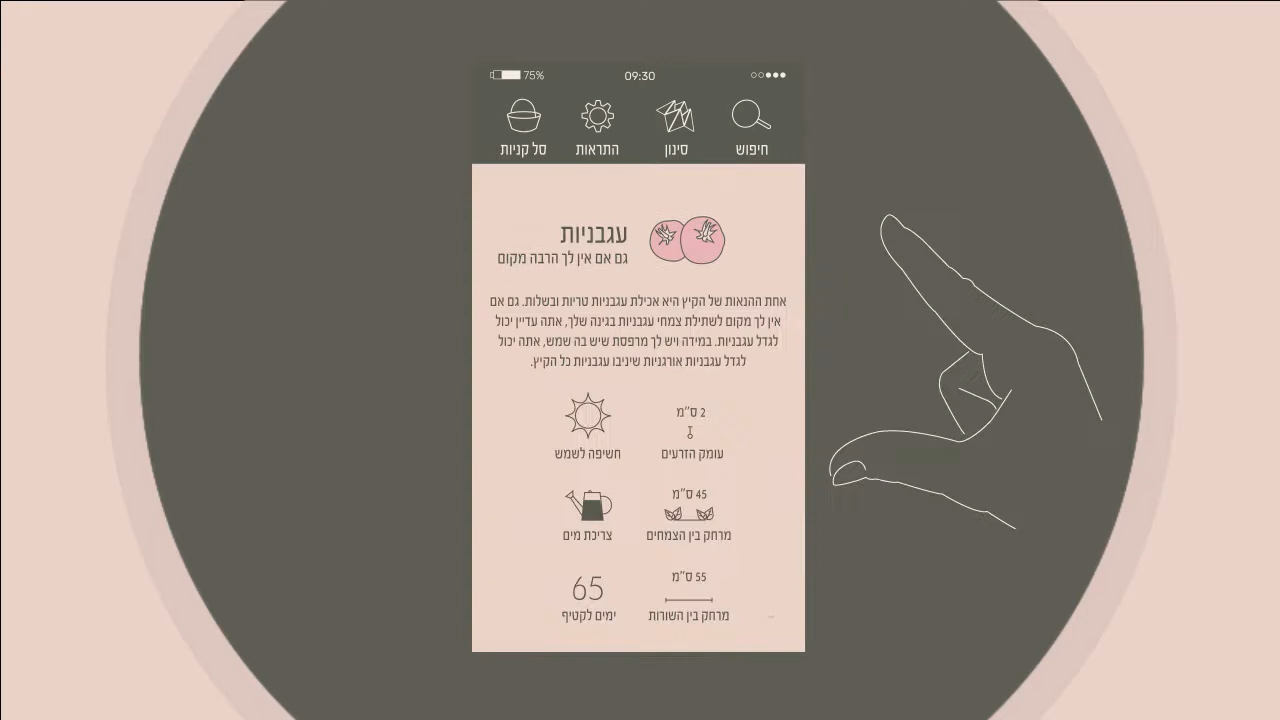 75% 09:30
חיפוש סינון התראות סל קניות
עגבניות
גם אם אין לך הרבה מקום
אחת ההנאות של הקיץ היא אכילת עגבניות טריות ובשלות. גם אם
אין לך מקום לשתילת צמחי עגבניות בגינה שלך, אתה עדיין יכול
לגדל עגבניות. במידה ויש לך מרפסת שיש בה שמש, אתה יכול
לגדל עגבניות אורגניות שיניבו עגבניות כל הקיץ.
2 ס"מ
עומק הזרעים
חשיפה לשמש
45 ס"מ
מרחק בין הצמחים
צריכת מים
55 ס"מ
מרחק בין השורות
65
ימים לקטיף